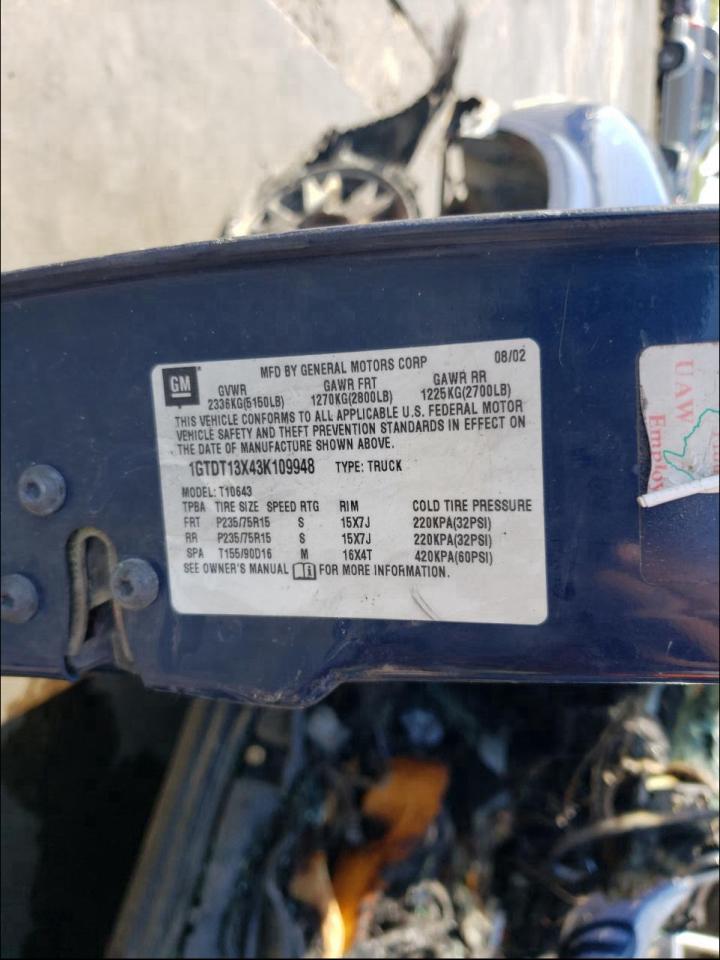 GM
MFD BY GENERAL MOTORS CORP 08/02
GVWR GAWR FRT GAWR RR
2336KG(5150LB) 1270KG(2800LB) 1225KG(2700LB)
THIS VEHICLE CONFORMS TO ALL APPLICABLE U.S. FEDERAL MOTOR
VEHICLE SAFETY AND THEFT PREVENTION STANDARDS IN EFFECT ON
THE DATE OF MANUFACTURE SHOWN ABOVE.
1GTDT13X43K109948 TYPE: TRUCK
MODEL: T10643
TPBA TIRE SIZE SPEED RTG RIM COLD TIRE PRESSURE
FRT P235/75R15 S 15X7J 220KPA(32PSI)
RR P235/75R15 S 15X7J 220KPA(32PSI)
SPA T155/90D16 M 16X4T 420KPA(60PSI)
SEE OWNER'S MANUAL FOR MORE INFORMATION.
UAW
Employ